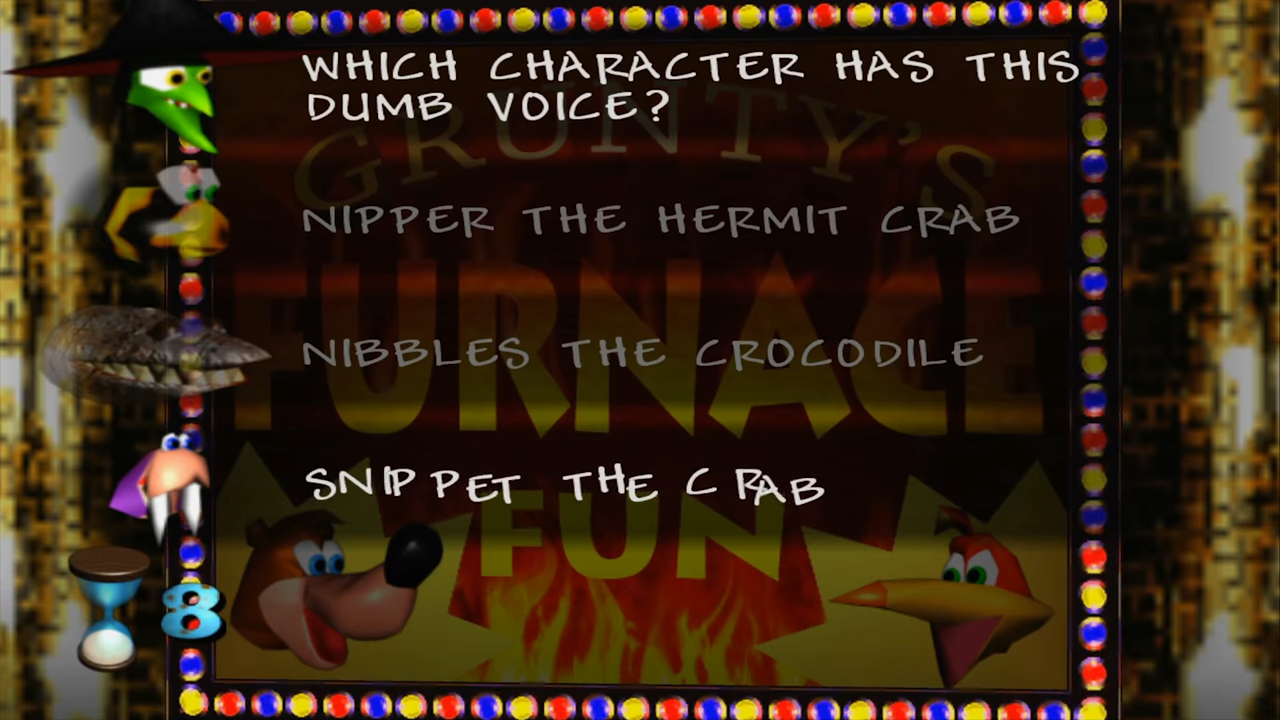 WHICH CHARACTER HAS THIS
DUMB VOICE?
GRUNTY'S
NIPPER THE HERMIT CRAB
FURNACE
NIBBLES THE CROCODILE
SNIPPET THE CRAB
FUN
8